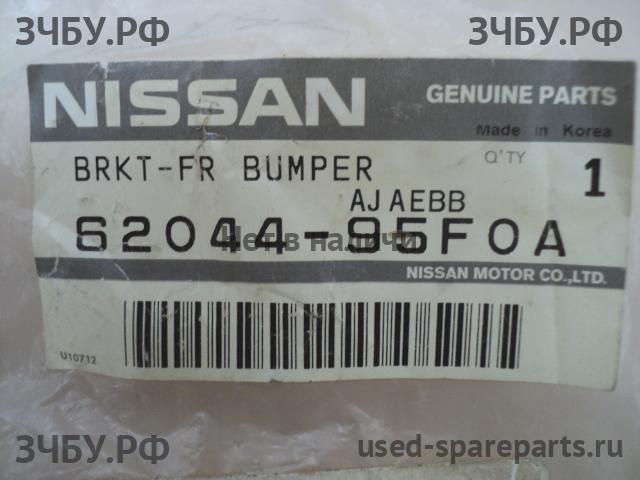 ЗЧБУ.РФ ЗЧБУ.РФ
NISSAN GENUINE PARTS
Made in Korea
BRKT-FR BUMPER Q'TY 1
AJAEBB
62044-95F0A
Нет в наличии
NISSAN MOTOR CO.,LTD.
U10712
ЗЧБУ.РФ used-spareparts.ru